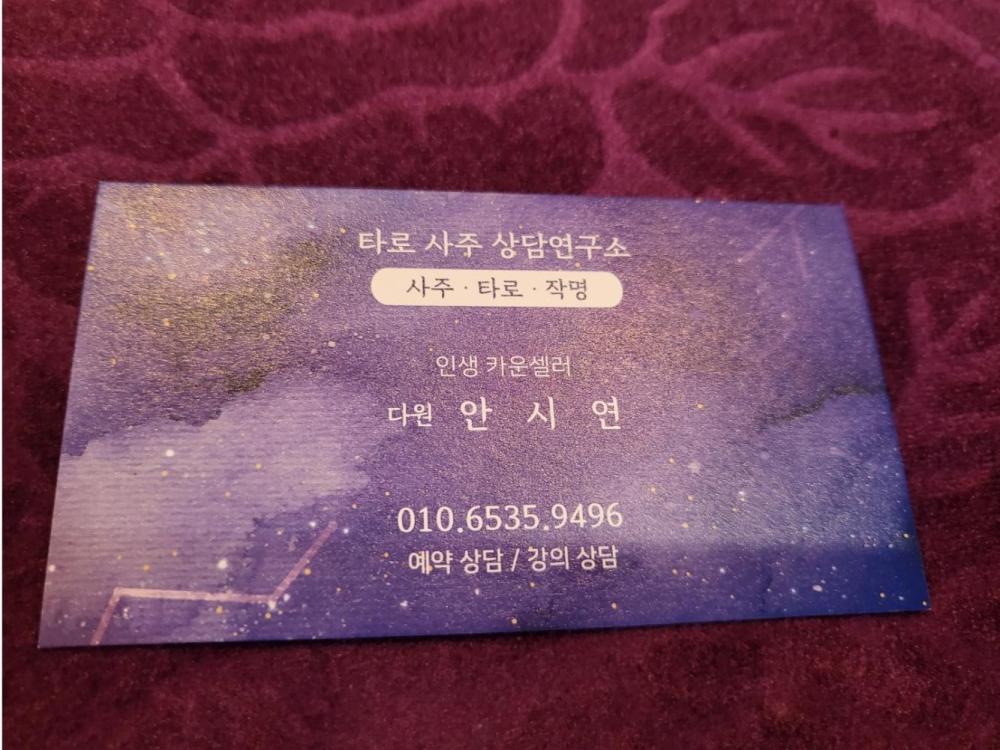 타로 사주 상담연구소
사주 · 타로 · 작명
인생 카운셀러
다원 안 시 연
010.6535.9496
예약 상담 / 강의 상담